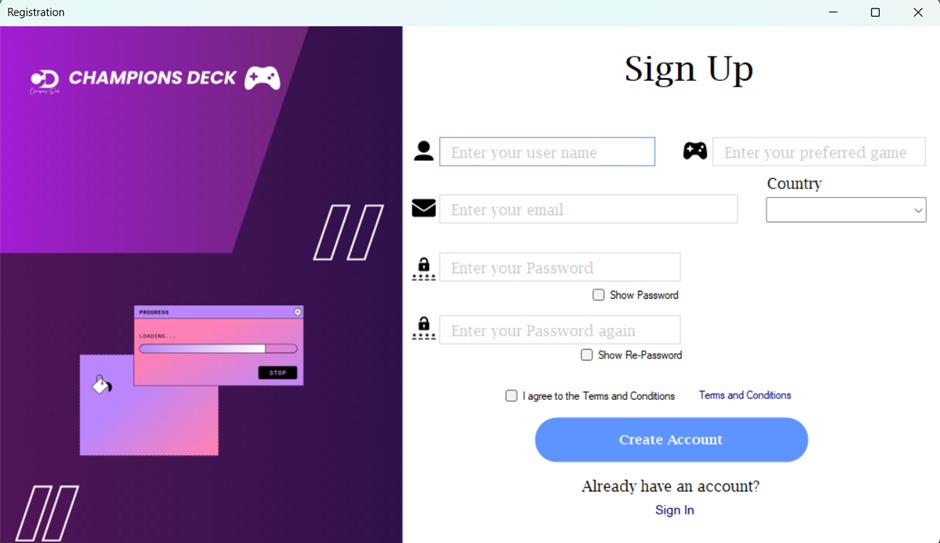 Registration
CHAMPIONS DECK
PROGRESS
LOADING...
STOP
Sign Up
Enter your user name
Enter your preferred game
Country
Enter your email
Enter your Password
Show Password
Enter your Password again
Show Re-Password
I agree to the Terms and Conditions
Terms and Conditions
Create Account
Already have an account?
Sign In